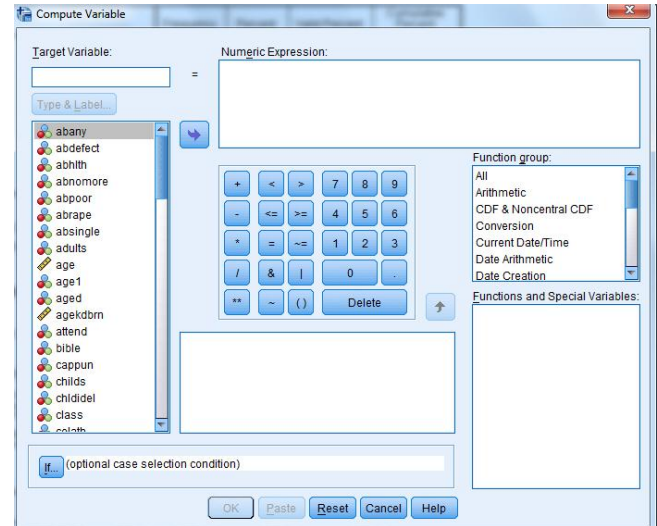 Compute Variable
Target Variable:
Numeric Expression:
=
Type & Label...
abany
abdefect
abhlth
abnomore
abpoor
abrape
absingle
adults
age
age1
aged
agekdbrn
attend
bible
cappun
childs
chldidel
class
+ < > 7 8 9
- <= >= 4 5 6
* = ~= 1 2 3
/ & | 0 .
** ~ ( ) Delete
Function group:
All
Arithmetic
CDF & Noncentral CDF
Conversion
Current Date/Time
Date Arithmetic
Date Creation
Functions and Special Variables:
If... (optional case selection condition)
OK Paste Reset Cancel Help